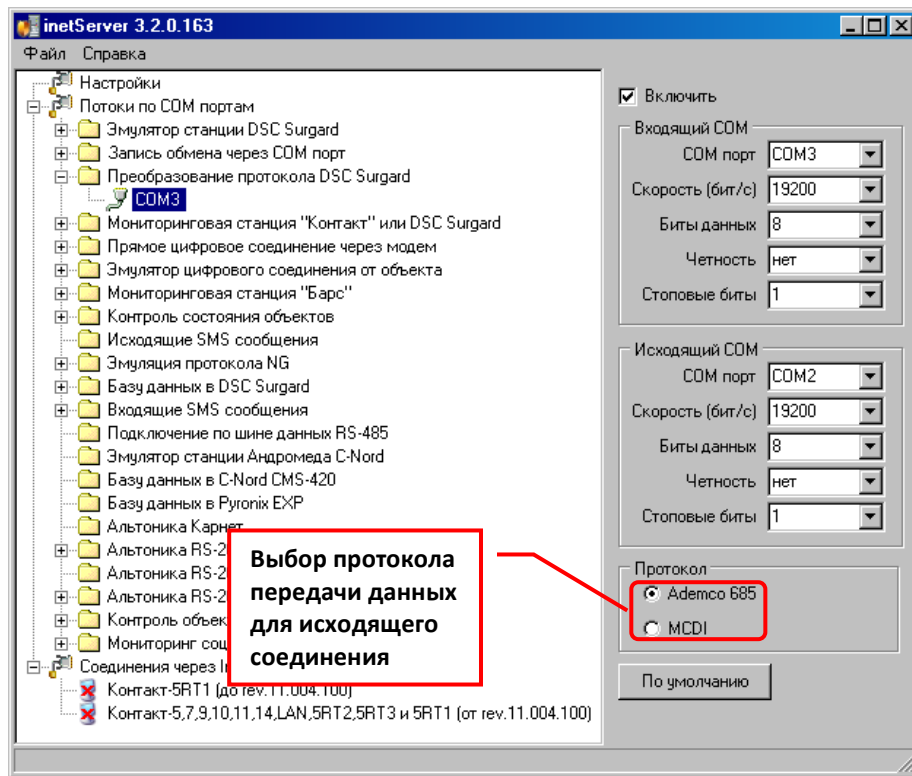 inetServer 3.2.0.163
Файл Справка
Настройки
Потоки по COM портам
Эмулятор станции DSC Surgard
Запись обмена через COM порт
Преобразование протокола DSC Surgard
COM3
Мониторинговая станция "Контакт" или DSC Surgard
Прямое цифровое соединение через модем
Эмулятор цифрового соединения от объекта
Мониторинговая станция "Барс"
Контроль состояния объектов
Исходящие SMS сообщения
Эмуляция протокола NG
Базу данных в DSC Surgard
Входящие SMS сообщения
Подключение по шине данных RS-485
Эмулятор станции Андромеда C-Nord
Базу данных в C-Nord CMS-420
Базу данных в Pyronix EXP
Альтоника Карнет
Альтоника RS-2
Альтоника RS-2
Альтоника RS-2
Контроль объек
Мониторинг соц
Соединения через I
Контакт-5RT1 (до rev.11.004.100)
Контакт-5,7,9,10,11,14,LAN,5RT2,5RT3 и 5RT1 (от rev.11.004.100)
Выбор протокола
передачи данных
для исходящего
соединения
Включить
Входящий COM
COM порт COM3
Скорость (бит/с) 19200
Биты данных 8
Четность нет
Стоповые биты 1
Исходящий COM
COM порт COM2
Скорость (бит/с) 19200
Биты данных 8
Четность нет
Стоповые биты 1
Протокол
Ademco 685
MCDI
По умолчанию